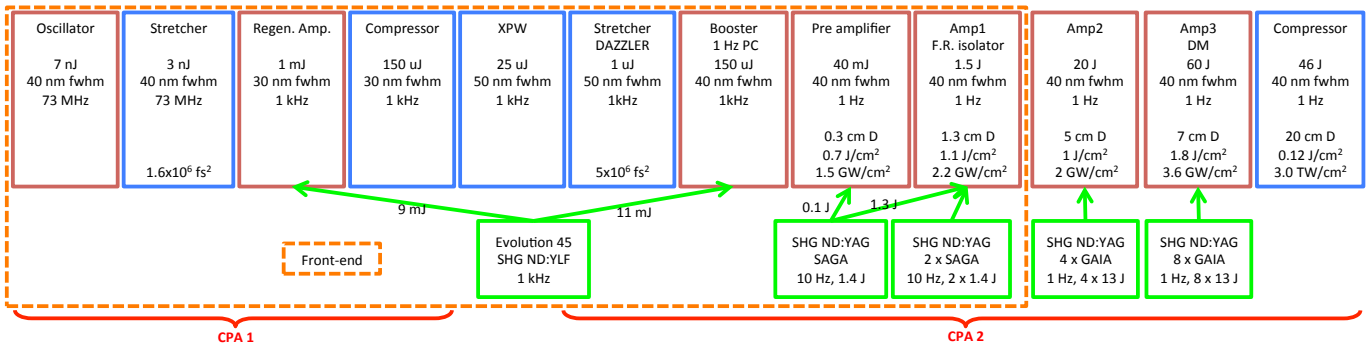 Oscillator
7 nJ
40 nm fwhm
73 MHz
Stretcher
3 nJ
40 nm fwhm
73 MHz
1.6x10⁶ fs²
Regen. Amp.
1 mJ
30 nm fwhm
1 kHz
Compressor
150 uJ
30 nm fwhm
1 kHz
XPW
25 uJ
50 nm fwhm
1 kHz
Stretcher
DAZZLER
1 uJ
50 nm fwhm
1kHz
5x10⁶ fs²
Booster
1 Hz PC
150 uJ
40 nm fwhm
1kHz
Pre amplifier
40 mJ
40 nm fwhm
1 Hz
0.3 cm D
0.7 J/cm²
1.5 GW/cm²
Amp1
F.R. isolator
1.5 J
40 nm fwhm
1 Hz
1.3 cm D
1.1 J/cm²
2.2 GW/cm²
Amp2
20 J
40 nm fwhm
1 Hz
5 cm D
1 J/cm²
2 GW/cm²
Amp3
DM
60 J
40 nm fwhm
1 Hz
7 cm D
1.8 J/cm²
3.6 GW/cm²
Compressor
46 J
40 nm fwhm
1 Hz
20 cm D
0.12 J/cm²
3.0 TW/cm²
9 mJ
11 mJ
0.1 J
1.3 J
Front-end
Evolution 45
SHG ND:YLF
1 kHz
SHG ND:YAG
SAGA
10 Hz, 1.4 J
SHG ND:YAG
2 x SAGA
10 Hz, 2 x 1.4 J
SHG ND:YAG
4 x GAIA
1 Hz, 4 x 13 J
SHG ND:YAG
8 x GAIA
1 Hz, 8 x 13 J
CPA 1
CPA 2